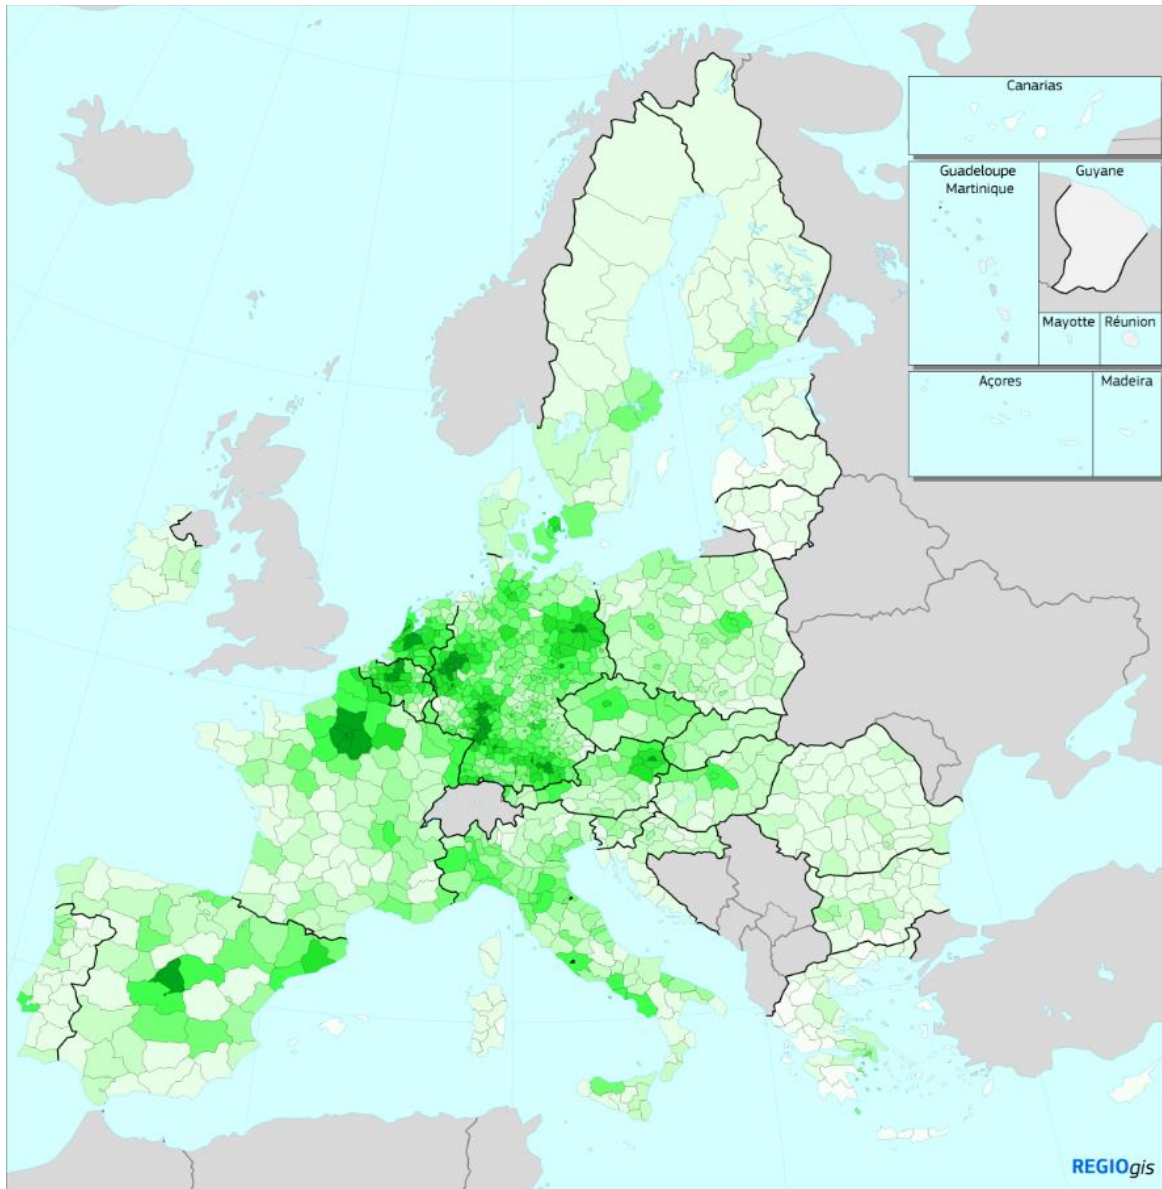 Canarias
Guadeloupe
Martinique
Guyane
Mayotte
Réunion
Açores
Madeira
REGIOgis